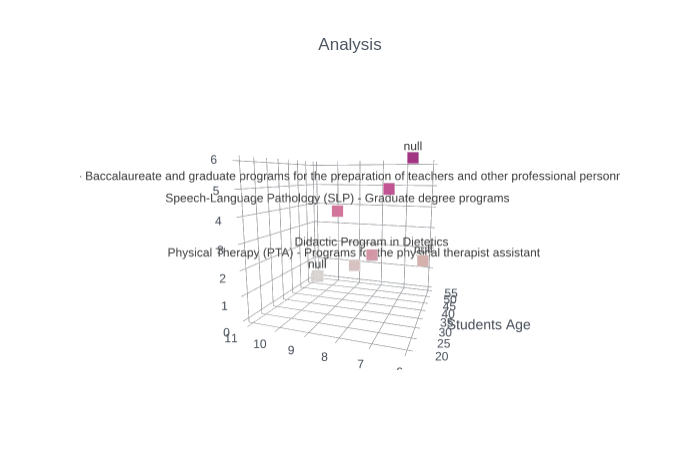 Analysis
null
· Baccalaureate and graduate programs for the preparation of teachers and other professional personr
Speech-Language Pathology (SLP) - Graduate degree programs
Didactic Program in Dietetics
null
Physical Therapy (PTA) - Programs for the physical therapist assistant
null
6
5
4
3
2
1
0
11
10
9
8
7
55
50
45
40
35
30
25
20
Students Age